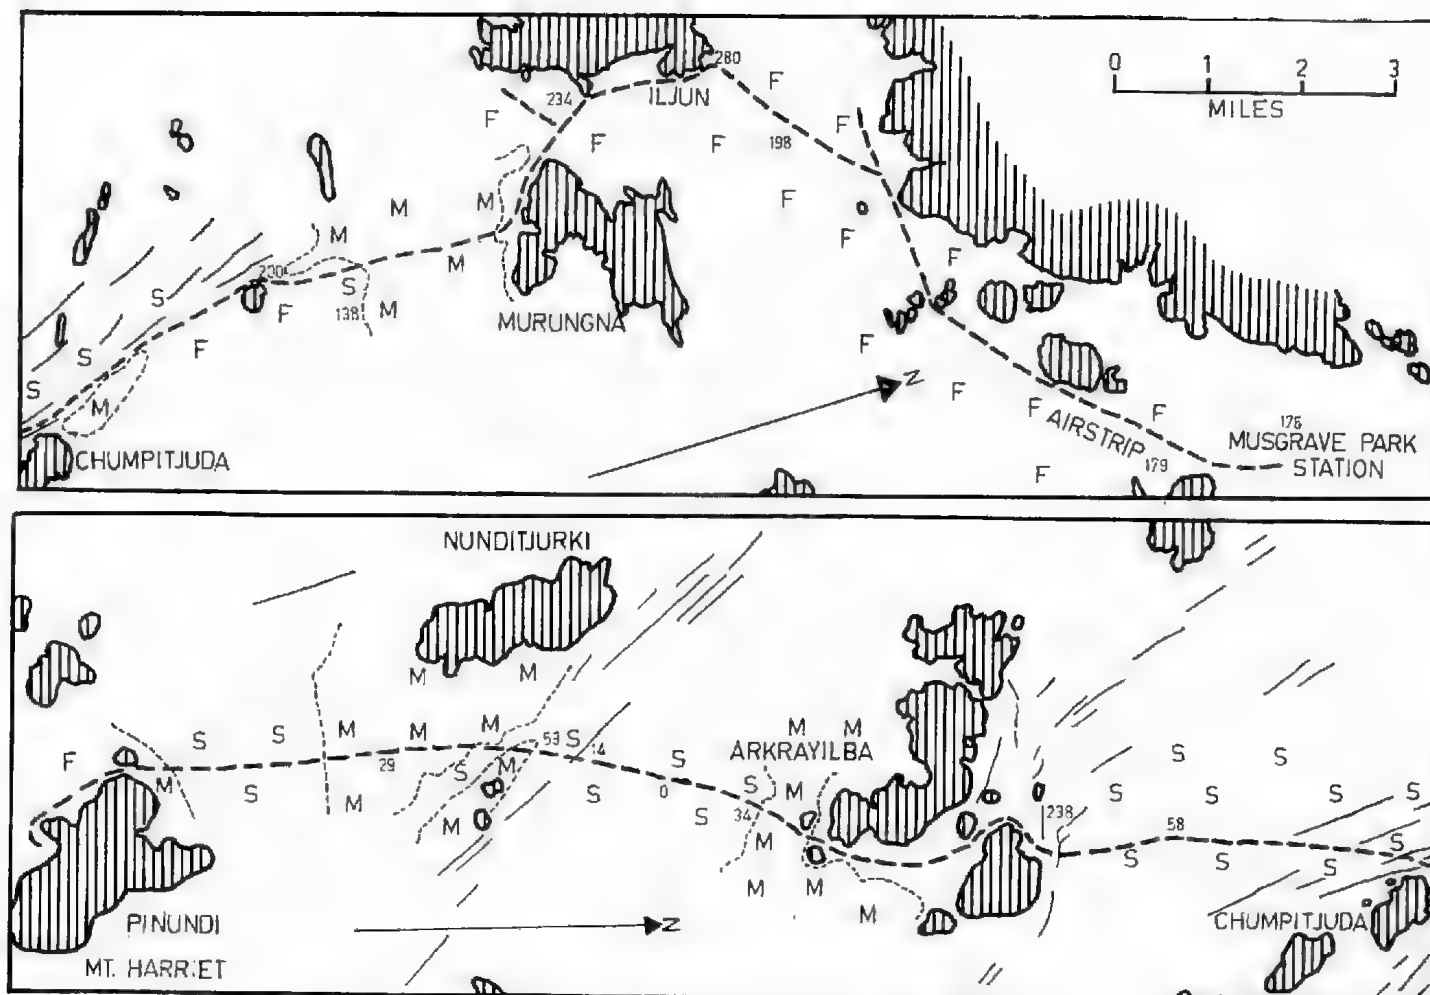 280
F
0 1 2 3
MILES
234
ILJUN
F
F
F
198
F
F
M
M
F
M
F
M
200
S
138
M
S
F
MURUNGNA
F
F
S
S
M
N
F
F
AIRSTRIP
F
176
MUSGRAVE PARK
STATION
CHUMPITJUDA
179
F
NUNDITJURKI
M
M
S
S
M
M
M
53
S
14
M
M
ARKRAYILBA
S
S
S
S
F
M
29
S
M
S
0
S
M
S
S
M
S
34
238
58
M
M
S
S
S
S
M
M
M
PINUNDI
N
CHUMPITJUDA
MT. HARRIET